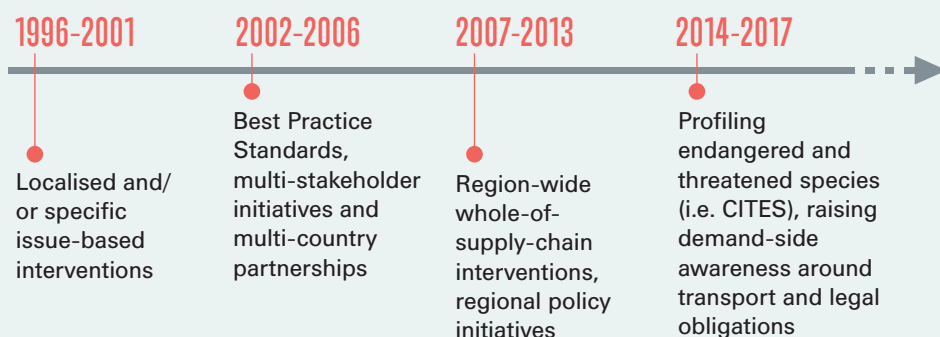 1996-2001
Localised and/
or specific
issue-based
interventions
2002-2006
Best Practice
Standards,
multi-stakeholder
initiatives and
multi-country
partnerships
2007-2013
Region-wide
whole-of-
supply-chain
interventions,
regional policy
initiatives
2014-2017
Profiling
endangered and
threatened species
(i.e. CITES), raising
demand-side
awareness around
transport and legal
obligations